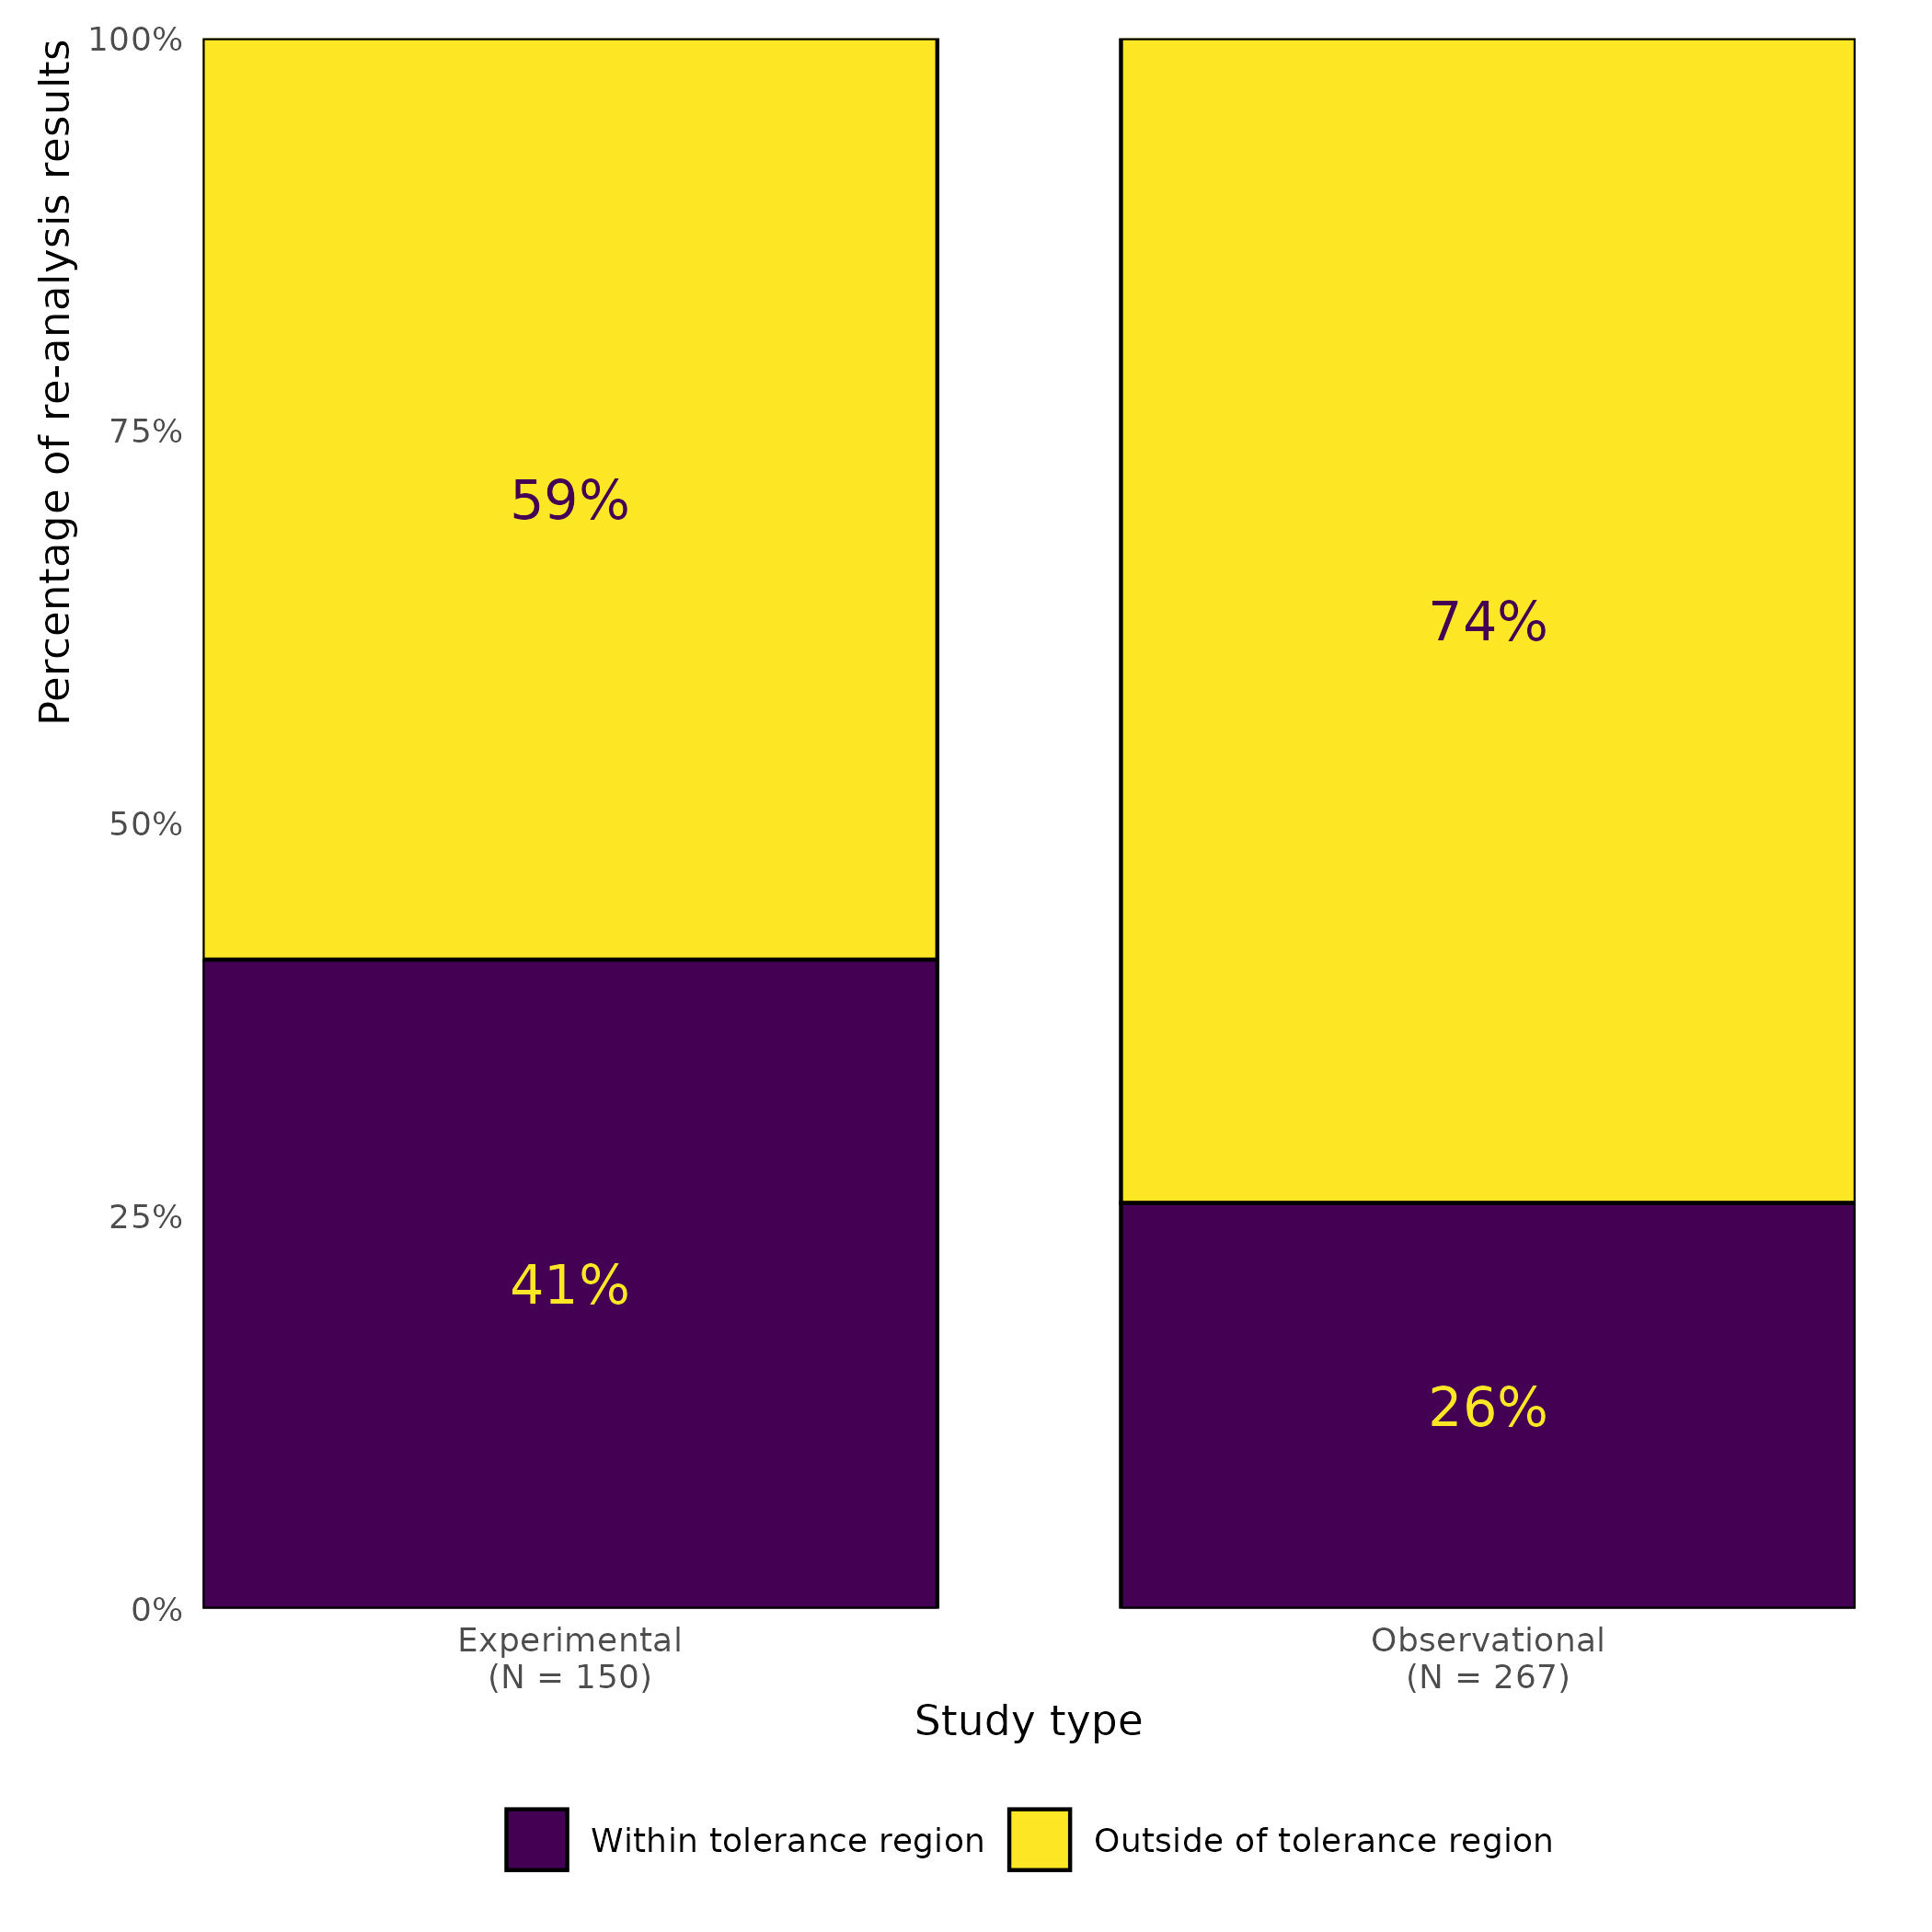 Percentage of re-analysis results
100%
75%
50%
25%
0%
59%
41%
74%
26%
Experimental
(N = 150)
Observational
(N = 267)
Study type
Within tolerance region
Outside of tolerance region